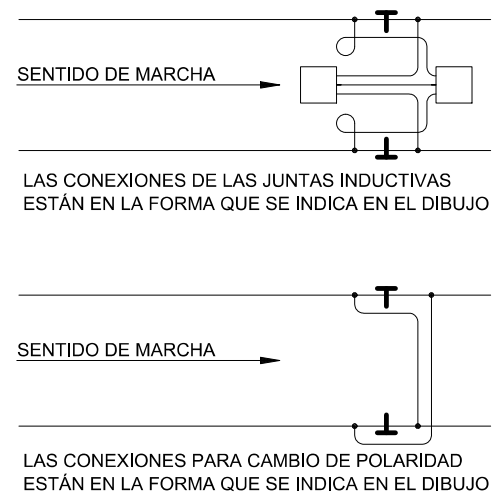 SENTIDO DE MARCHA
LAS CONEXIONES DE LAS JUNTAS INDUCTIVAS
ESTÁN EN LA FORMA QUE SE INDICA EN EL DIBUJO
SENTIDO DE MARCHA
LAS CONEXIONES PARA CAMBIO DE POLARIDAD
ESTÁN EN LA FORMA QUE SE INDICA EN EL DIBUJO